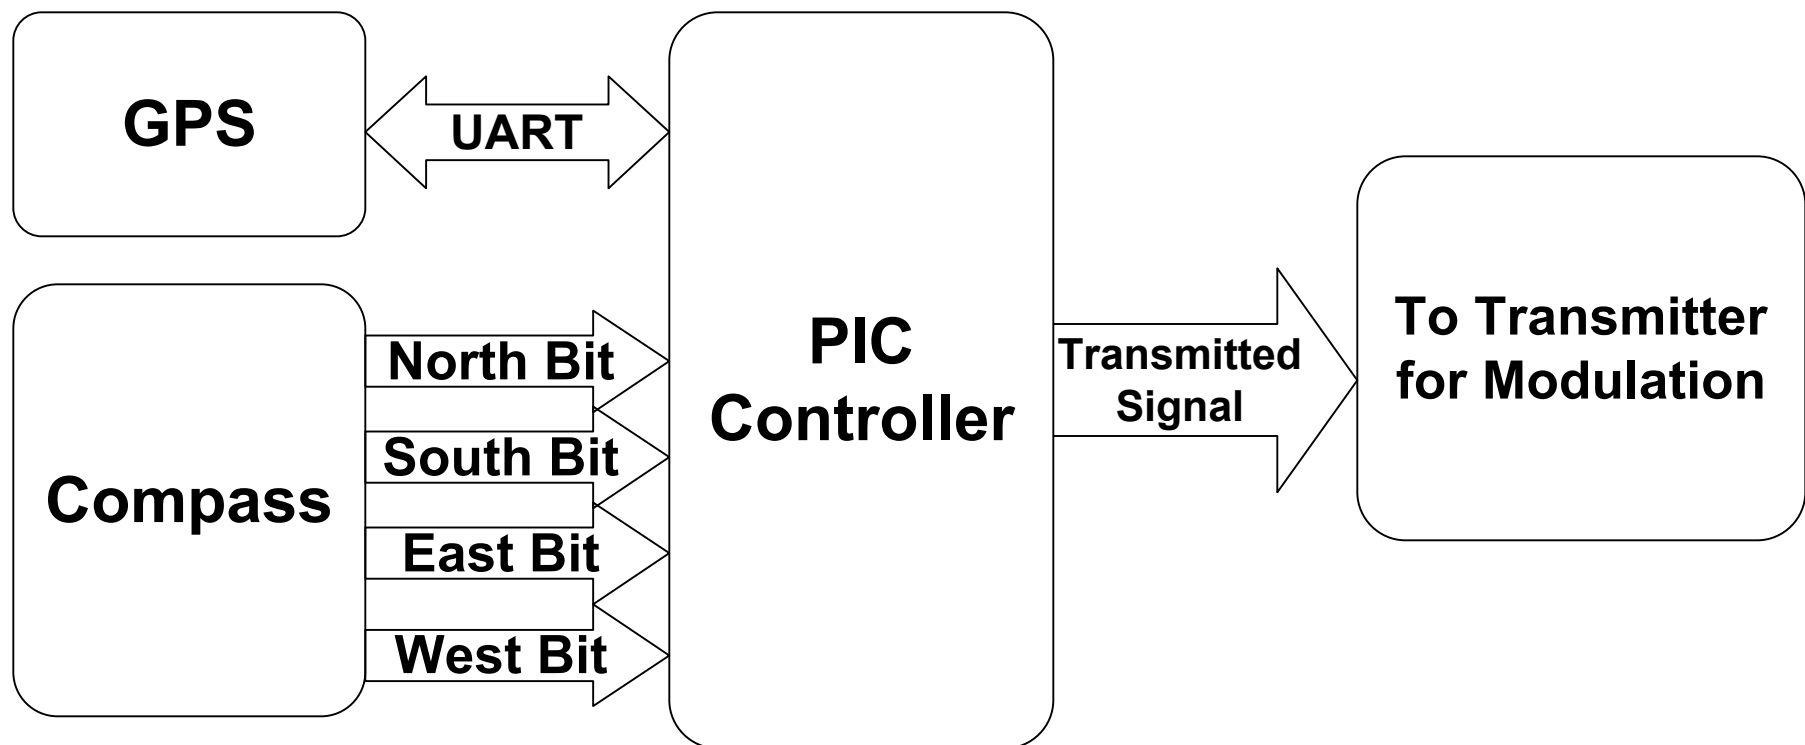 GPS
UART
Compass
North Bit
South Bit
East Bit
West Bit
PIC
Controller
Transmitted
Signal
To Transmitter
for Modulation